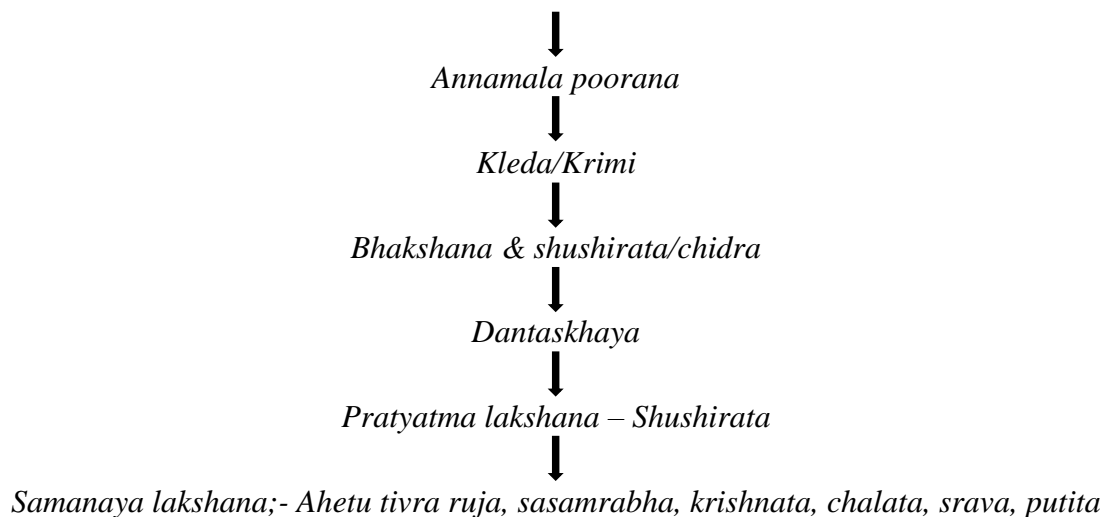 Annamala poorana
Kleda/Krimi
Bhakshana & shushirata/chidra
Dantaskhaya
Pratyatma lakshana – Shushirata
Samanaya lakshana;- Ahetu tivra ruja, sasamrabha, krishnata, chalata, srava, putita